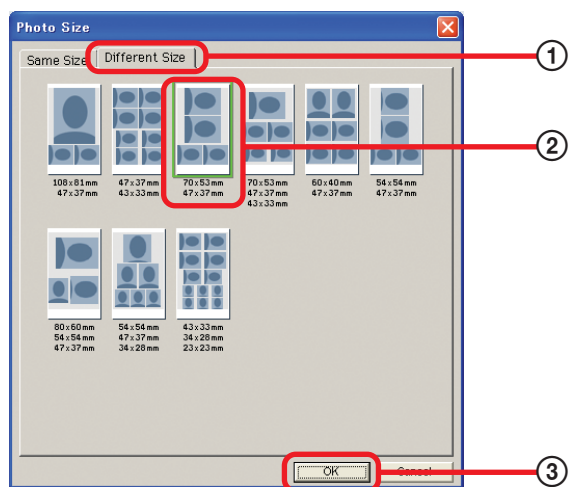 Photo Size
Same Size Different Size
①
②
108x81mm 47x37mm 70x53mm 70x53mm 60x40mm 54x54mm
47x37mm 43x33mm 47x37mm 47x37mm 47x37mm 47x37mm
43x33mm
80x60mm 54x54mm 43x33mm
54x54mm 47x37mm 34x28mm
47x37mm 34x28mm 23x23mm
OK Cancel
③